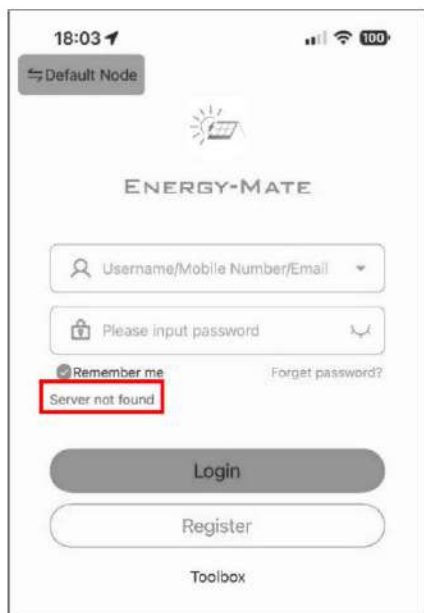 18:03
100
Default Node
ENERGY-MATE
Username/Mobile Number/Email
Please input password
Remember me Forget password?
Server not found
Login
Register
Toolbox